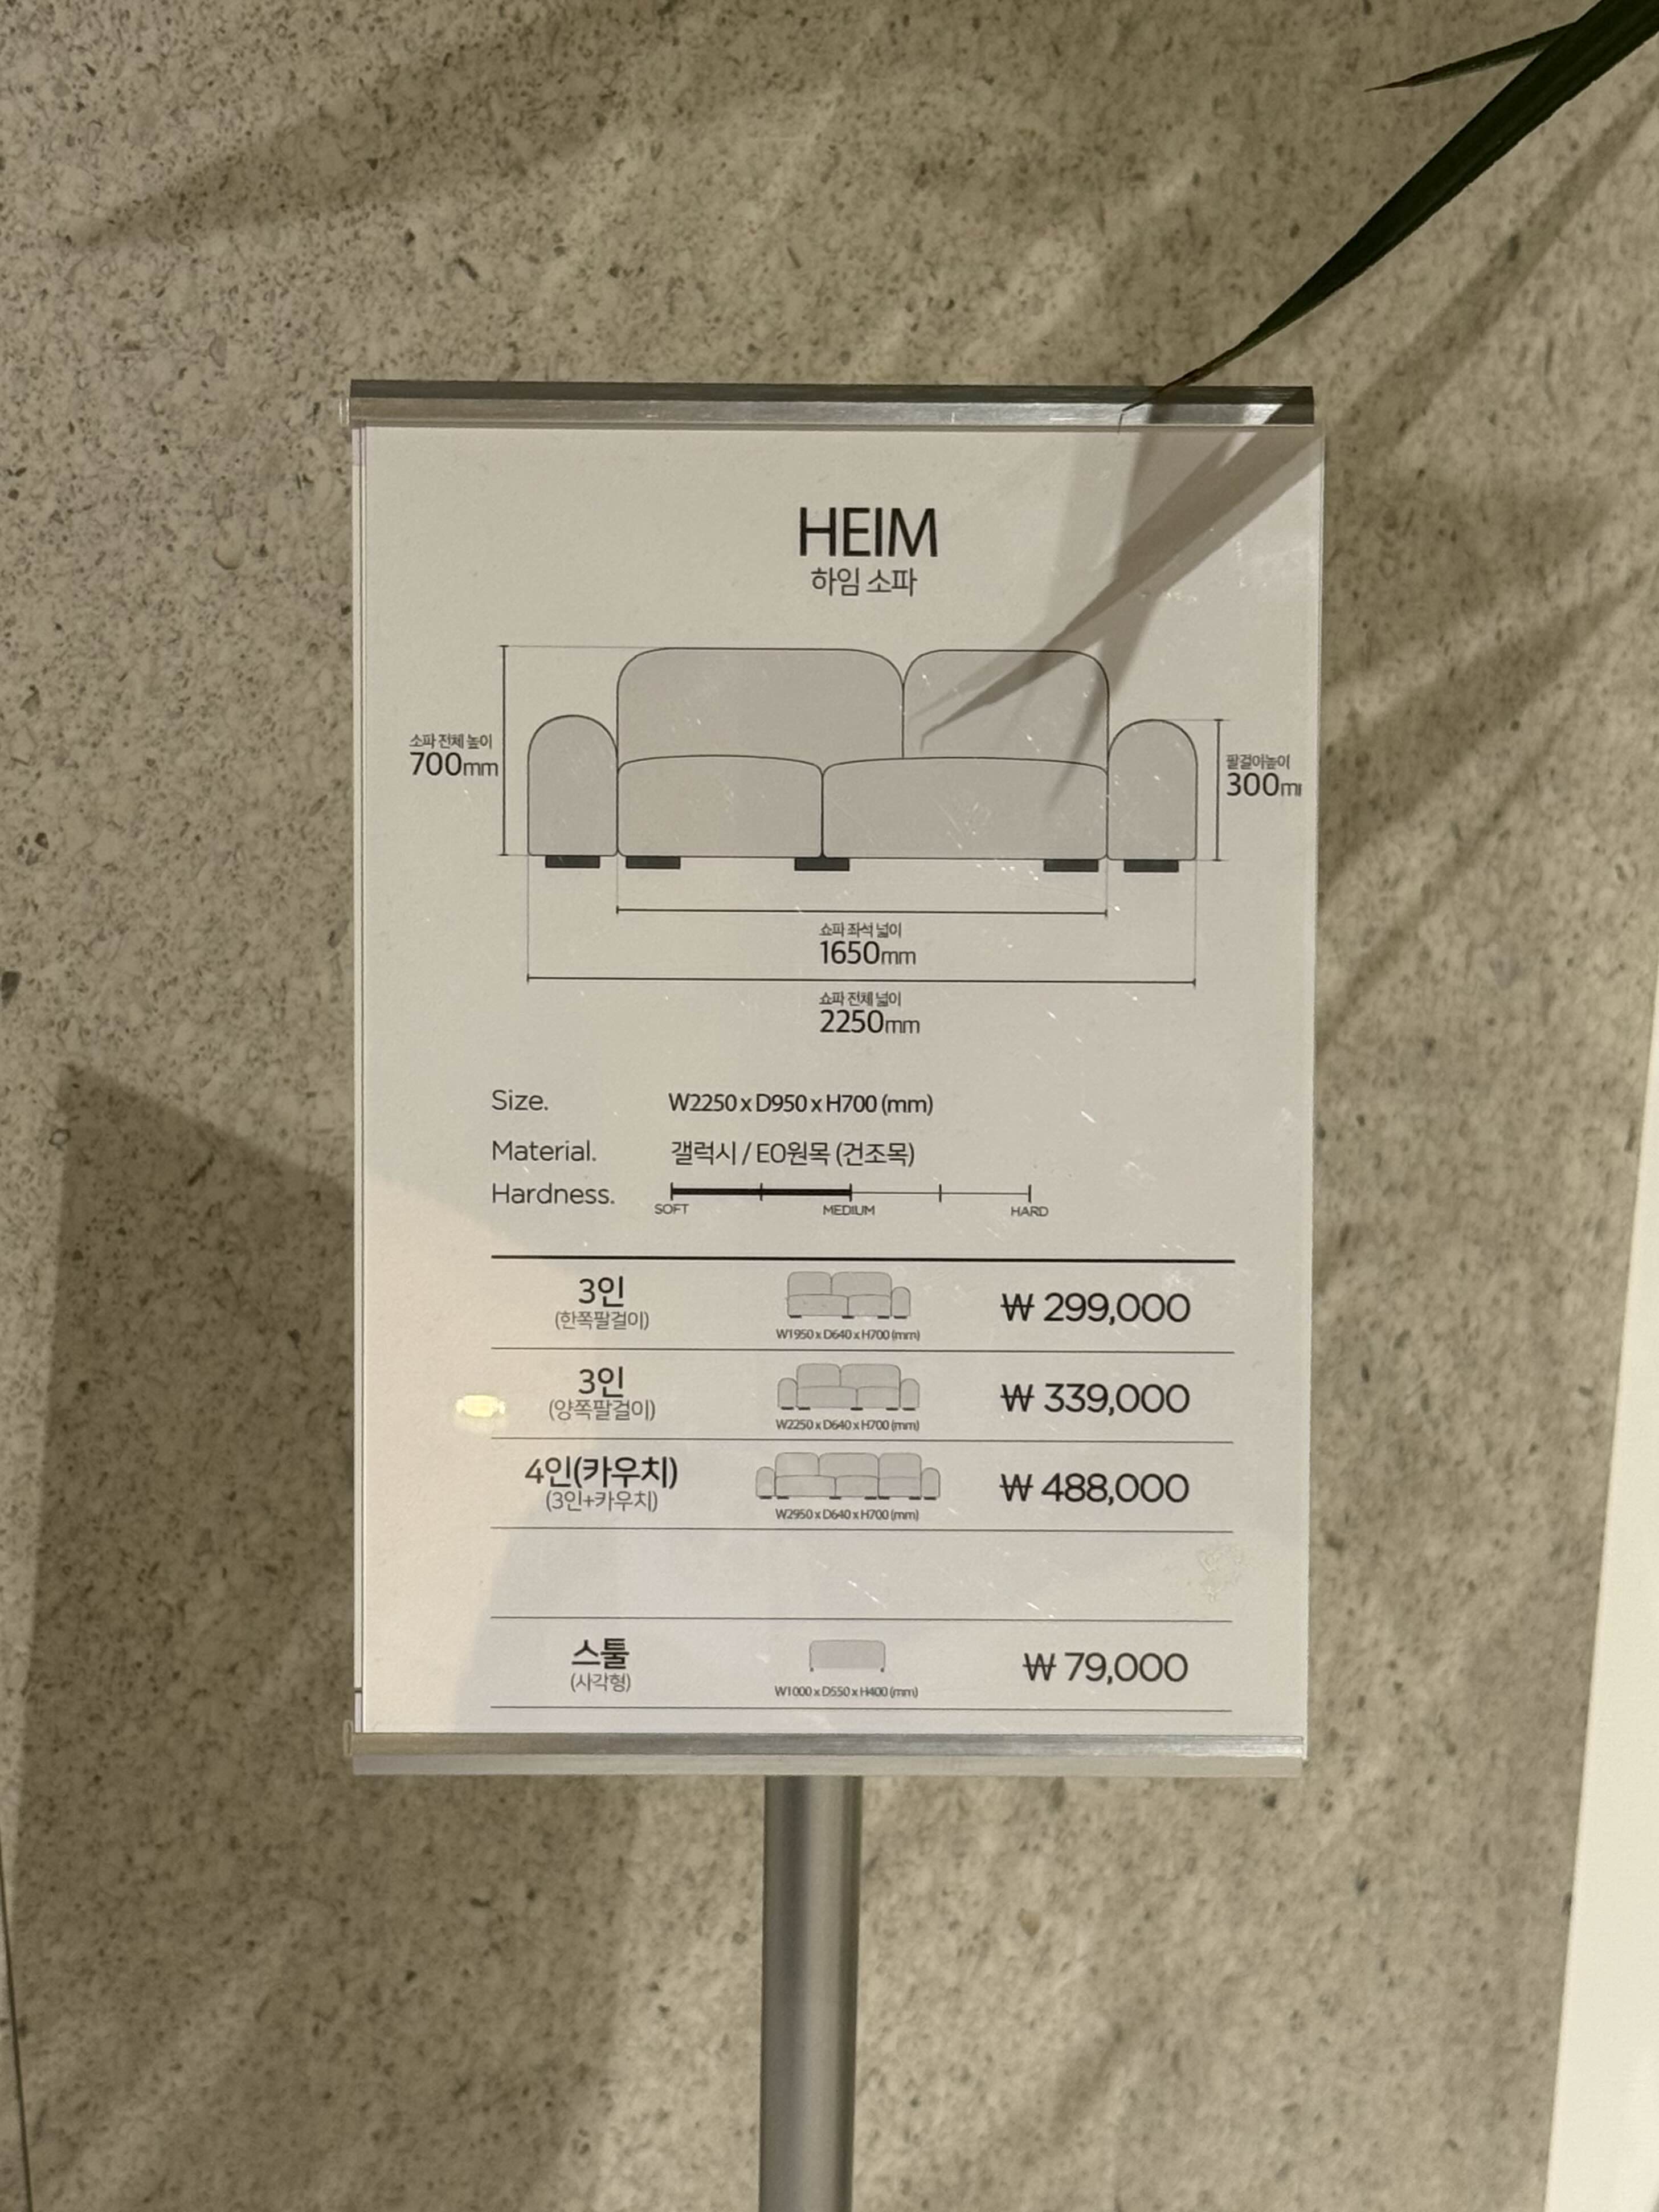 HEIM
하임 소파
소파 전체 높이
700mm
팔걸이높이
300m
쇼파 좌석 넓이
1650mm
쇼파 전체 넓이
2250mm
Size. W2250 x D950 x H700 (mm)
Material. 갤럭시 / E0원목 (건조목)
Hardness.
SOFT MEDIUM HARD
3인
(한쪽팔걸이)
W1950 x D640 x H700 (mm)
₩ 299,000
3인
(양쪽팔걸이)
W2250 x D640 x H700 (mm)
₩ 339,000
4인(카우치)
(3인+카우치)
W2950 x D640 x H700 (mm)
₩ 488,000
스툴
(사각형)
W1000 x D550 x H400 (mm)
₩ 79,000